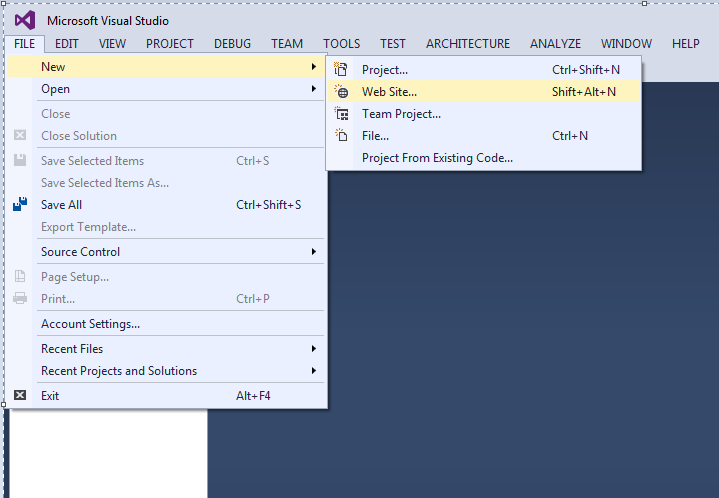 Microsoft Visual Studio
FILE EDIT VIEW PROJECT DEBUG TEAM TOOLS TEST ARCHITECTURE ANALYZE WINDOW HELP
New
Open
Close
Close Solution
Save Selected Items Ctrl+S
Save Selected Items As...
Save All Ctrl+Shift+S
Export Template...
Source Control
Page Setup...
Print... Ctrl+P
Account Settings...
Recent Files
Recent Projects and Solutions
Exit Alt+F4
Project... Ctrl+Shift+N
Web Site... Shift+Alt+N
Team Project...
File... Ctrl+N
Project From Existing Code...